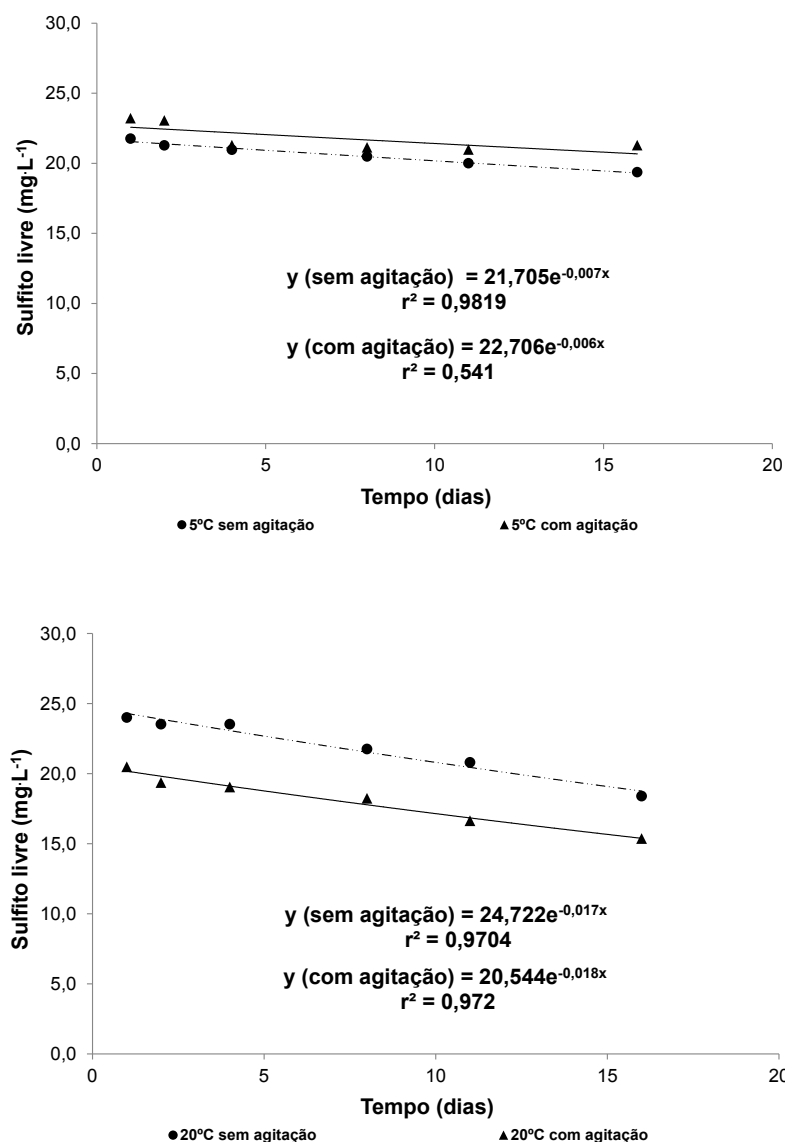 30,0
25,0
20,0
15,0
10,0
5,0
0,0
Sulfito livre (mg·L⁻¹)
y (sem agitação) = 21,705e⁻⁰,⁰⁰⁷ˣ
r² = 0,9819
y (com agitação) = 22,706e⁻⁰,⁰⁰⁶ˣ
r² = 0,541
0 5 10 15 20
Tempo (dias)
●5ºC sem agitação ▲5ºC com agitação
30,0
25,0
20,0
15,0
10,0
5,0
0,0
Sulfito livre (mg·L⁻¹)
y (sem agitação) = 24,722e⁻⁰,⁰¹⁷ˣ
r² = 0,9704
y (com agitação) = 20,544e⁻⁰,⁰¹⁸ˣ
r² = 0,972
0 5 10 15 20
Tempo (dias)
●20ºC sem agitação ▲20ºC com agitação